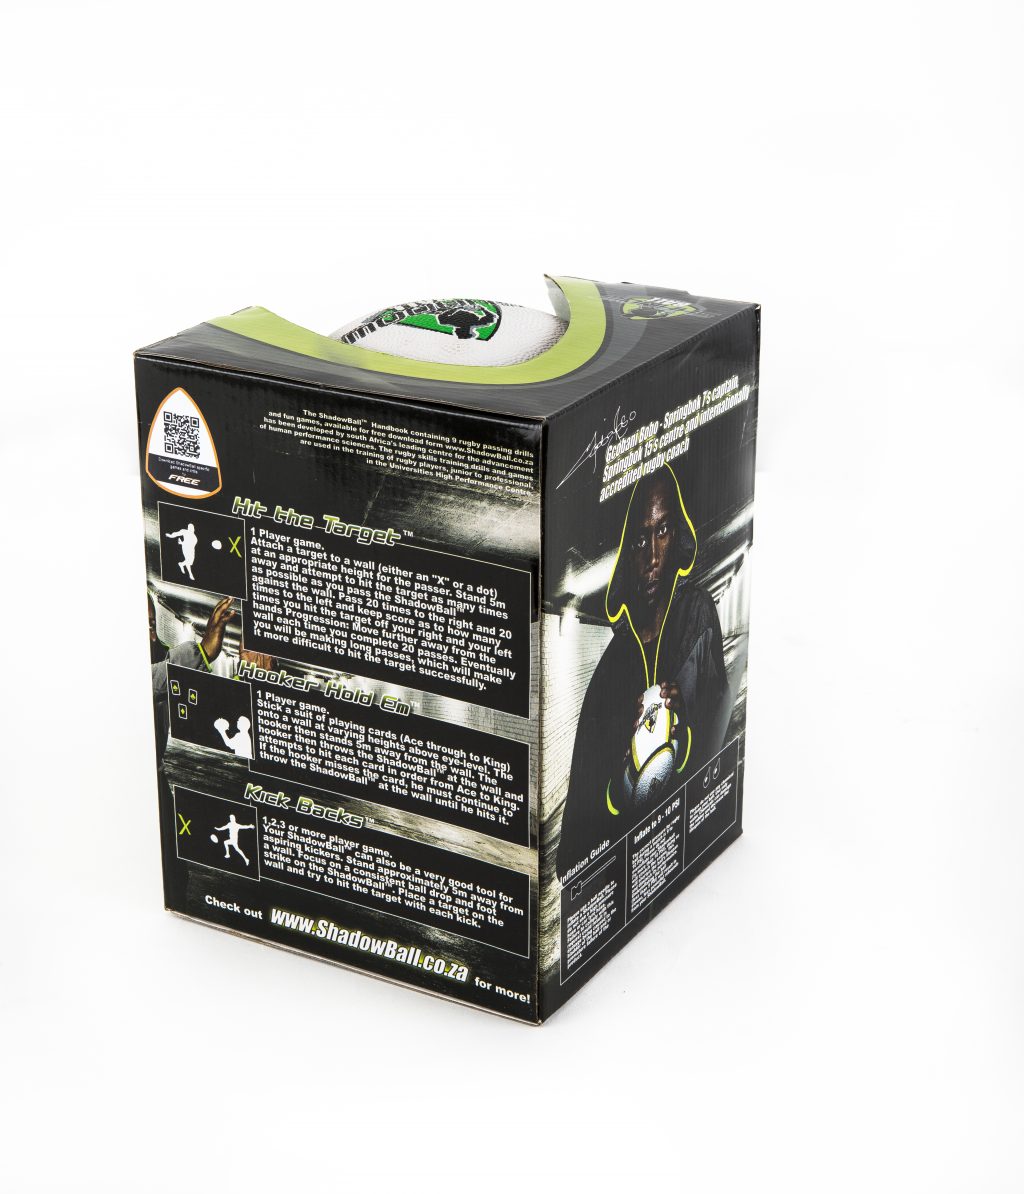 The ShadowBall™ Handbook containing 9 rugby passing drills
and fun games, available for free download form www.ShadowBall.co.za
has been developed by south Africa's leading centre for the advancement
of human performance sciences. The rugby skills training drills and games
are used in the training of rugby players, junior to professional,
in the Universities High Performance Centre.
Download ShadowBall specific
games and drills
FREE
Hit the Target™
1 Player game.
Attach a target to a wall (either an "X" or a dot)
at an appropriate height for the passer. Stand 5m
away and attempt to hit the target as many times
as possible as you pass the ShadowBall™
against the wall. Pass 20 times to the right and 20
times to the left and keep score as to how many
times you hit the target off your right and your left
hands Progression: Move further away from the
wall each time you complete 20 passes. Eventually
you will be making long passes, which will make
it more difficult to hit the target successfully.
X
Hooker Hold Em™
1 Player game.
Stick a suit of playing cards (Ace through to King)
onto a wall at varying heights above eye-level. The
hooker then stands 5m away from the wall. The
hooker then throws the ShadowBall™ at the wall and
attempts to hit each card in order from Ace to King.
If the hooker misses the card, he must continue to
throw the ShadowBall™ at the wall until he hits it.
Kick Backs™
X
1,2,3 or more player game.
Your ShadowBall™ can also be a very good tool for
aspiring kickers. Stand approximately 5m away from
a wall. Focus on a consistent ball drop and foot
strike on the ShadowBall™. Place a target on the
wall and try to hit the target with each kick.
Check out www.ShadowBall.co.za for more!
Gcobani Bobo - Springbok 7's captain,
Springbok 15's centre and internationally
accredited rugby coach
Inflation Guide
Inflate to 9 - 10 PSI